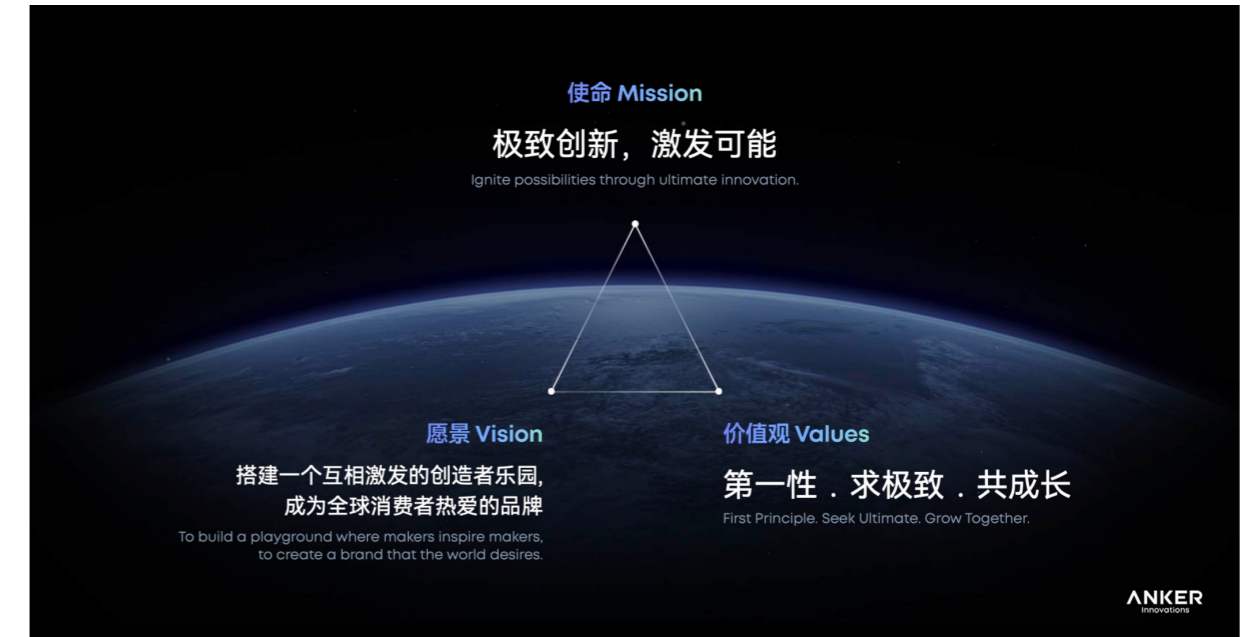 使命 Mission
极致创新，激发可能
Ignite possibilities through ultimate innovation.
愿景 Vision
搭建一个互相激发的创造者乐园,
成为全球消费者热爱的品牌
To build a playground where makers inspire makers,
to create a brand that the world desires.
价值观 Values
第一性 . 求极致 . 共成长
First Principle. Seek Ultimate. Grow Together.
ANKER
Innovations